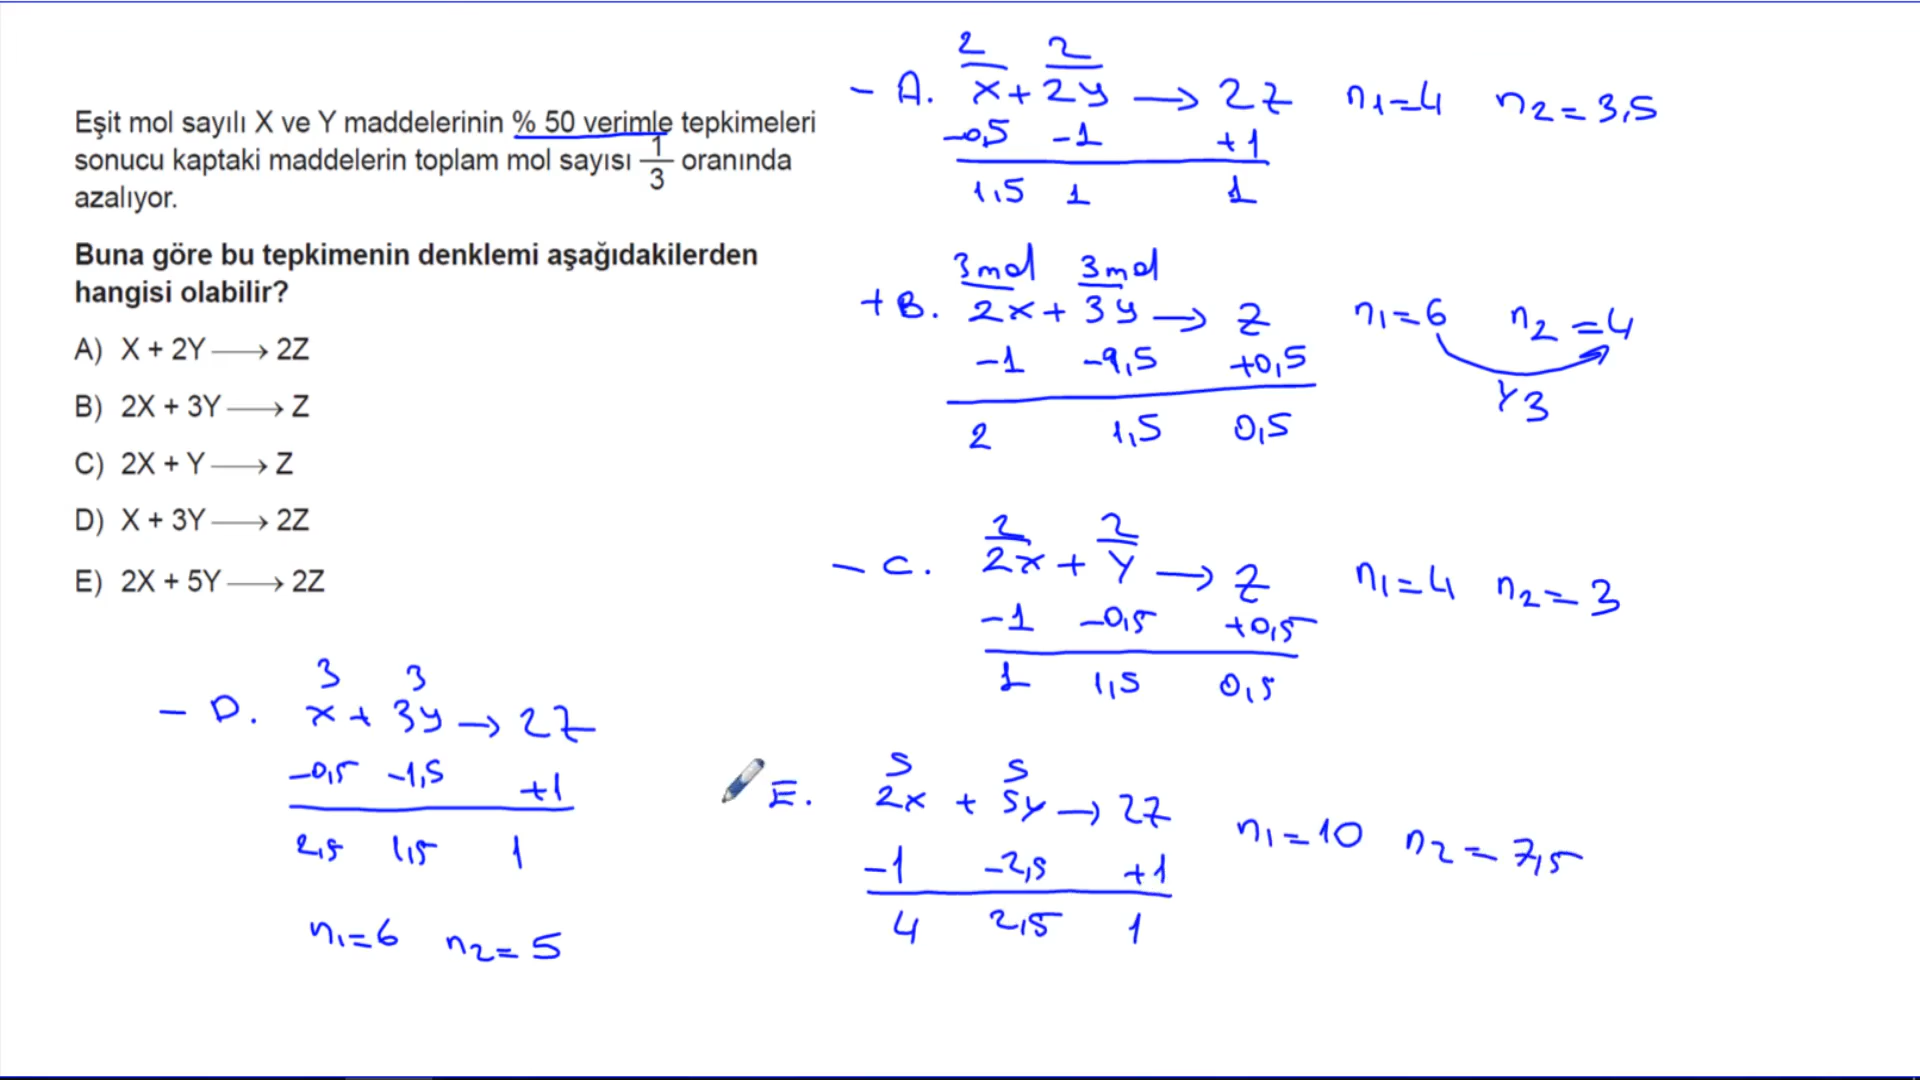 Eşit mol sayılı X ve Y maddelerinin % 50 verimle tepkimeleri
sonucu kaptaki maddelerin toplam mol sayısı 1/3 oranında
azalıyor.
Buna göre bu tepkimenin denklemi aşağıdakilerden
hangisi olabilir?
A) X + 2Y ⟶ 2Z
B) 2X + 3Y ⟶ Z
C) 2X + Y ⟶ Z
D) X + 3Y ⟶ 2Z
E) 2X + 5Y ⟶ 2Z
2 2
- A. x + 2y → 2Z n1=4 n2=3,5
-0,5 -1 +1
1,5 1 1
3mol 3mol
+ B. 2x + 3y → Z n1=6 n2=4
-1 -1,5 +0,5
1/3
2 1,5 0,5
2 2
- C. 2x + y → Z n1=4 n2=3
-1 -0,5 +0,5
1 1,5 0,5
3 3
- D. x + 3y → 2Z
-0,5 -1,5 +1
2,5 1,5 1
n1=6 n2=5
5 5
E. 2x + 5y → 2Z n1=10 n2=7,5
-1 -2,5 +1
4 2,5 1